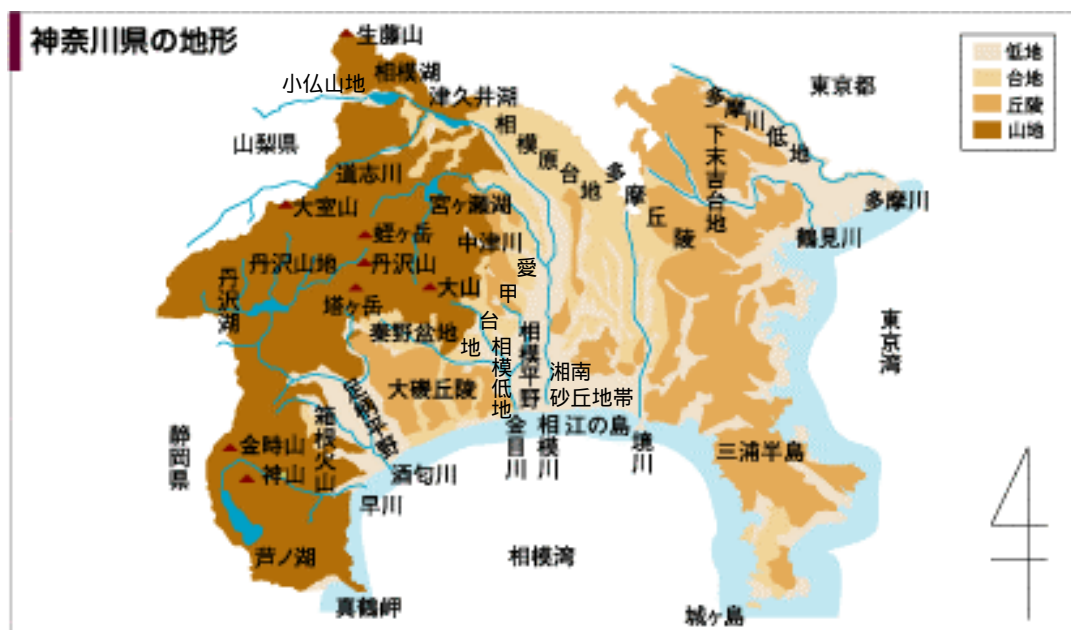 神奈川県の地形
低地
台地
丘陵
山地
生藤山
小仏山地
相模湖
津久井湖
東京都
多摩川低地
相模原台地
下末吉台地
山梨県
道志川
多摩丘陵
多摩川
大室山
宮ヶ瀬湖
鶴見川
蛭ヶ岳
中津川
丹沢山地
丹沢山
愛甲台地
丹沢湖
大山
塔ヶ岳
東京湾
秦野盆地
相模平野
相模低地
湘南
砂丘地帯
大磯丘陵
足柄平野
箱根火山
静岡県
金時山
神山
酒匂川
早川
金目川
相模川
江の島
境川
三浦半島
芦ノ湖
相模湾
真鶴岬
城ヶ島